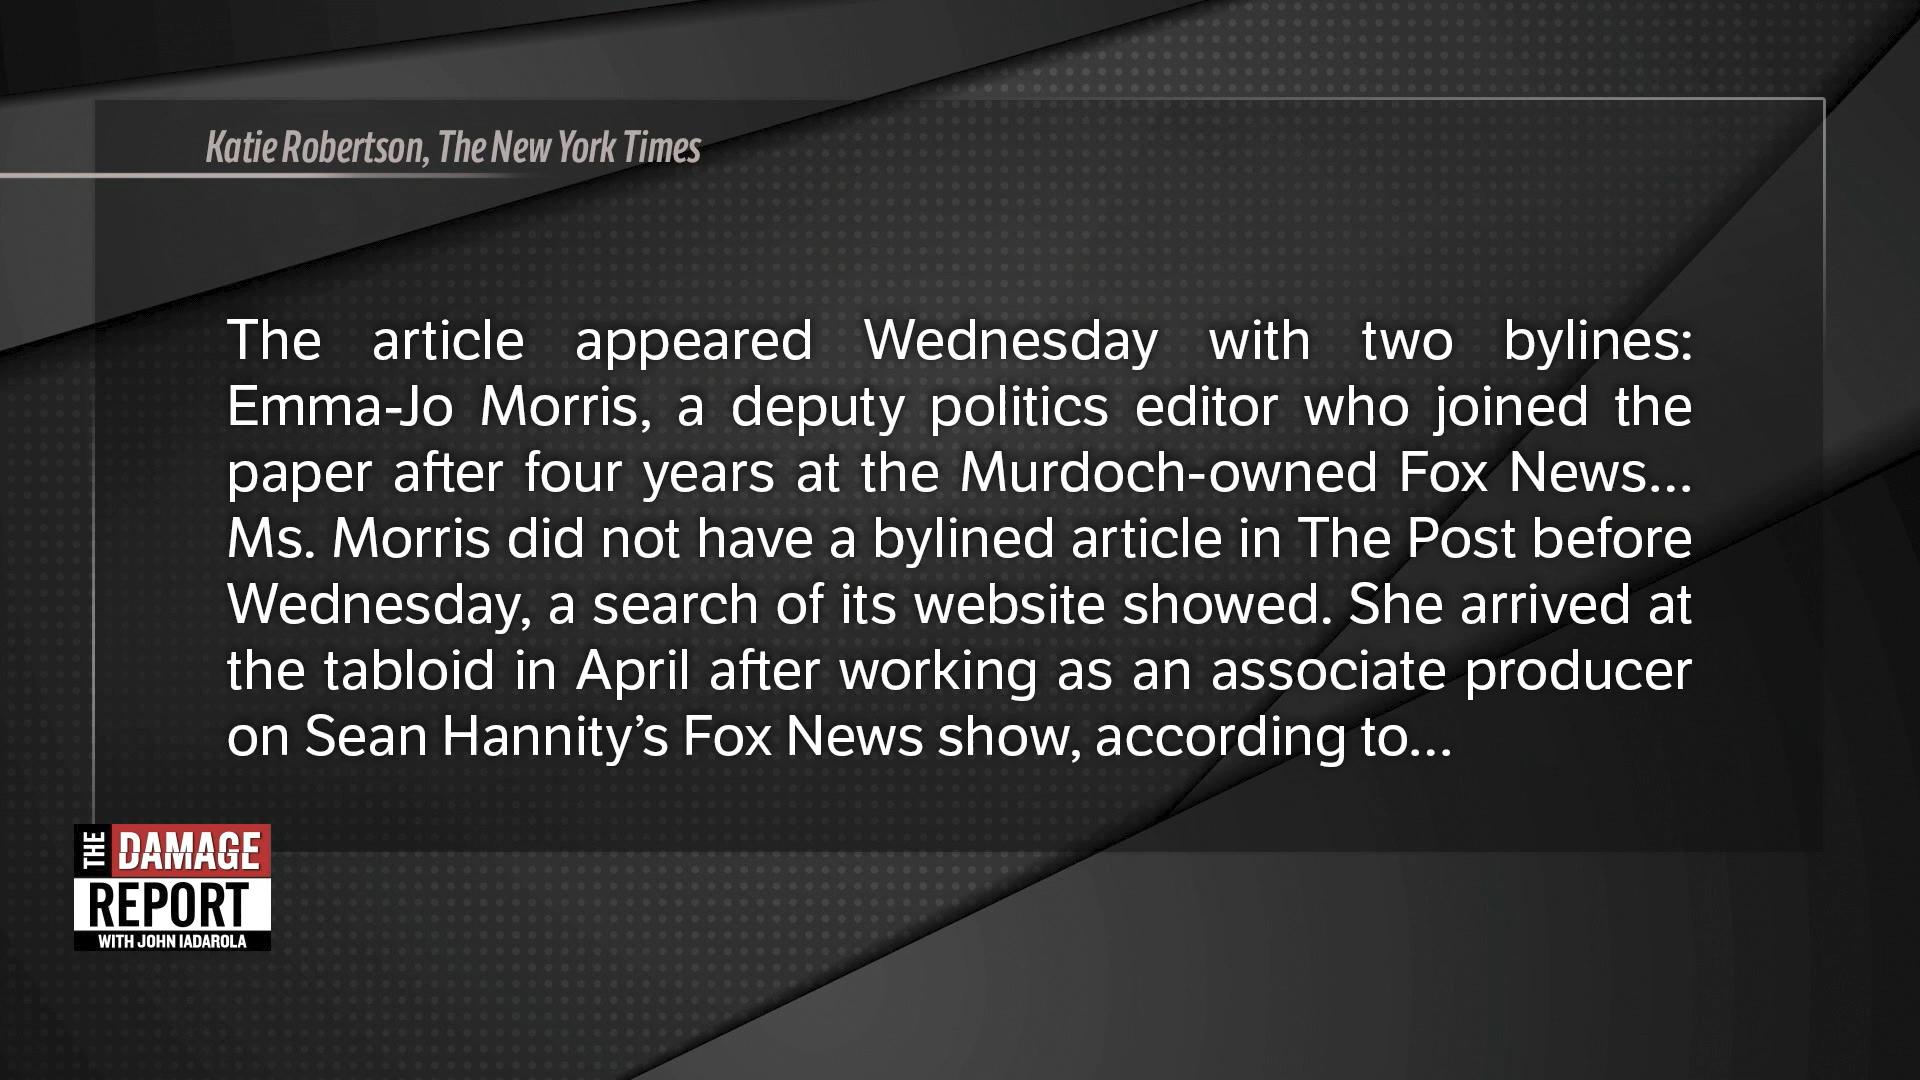 Katie Robertson, The New York Times
The article appeared Wednesday with two bylines:
Emma-Jo Morris, a deputy politics editor who joined the
paper after four years at the Murdoch-owned Fox News...
Ms. Morris did not have a bylined article in The Post before
Wednesday, a search of its website showed. She arrived at
the tabloid in April after working as an associate producer
on Sean Hannity’s Fox News show, according to...
THE DAMAGE
REPORT
WITH JOHN IADAROLA